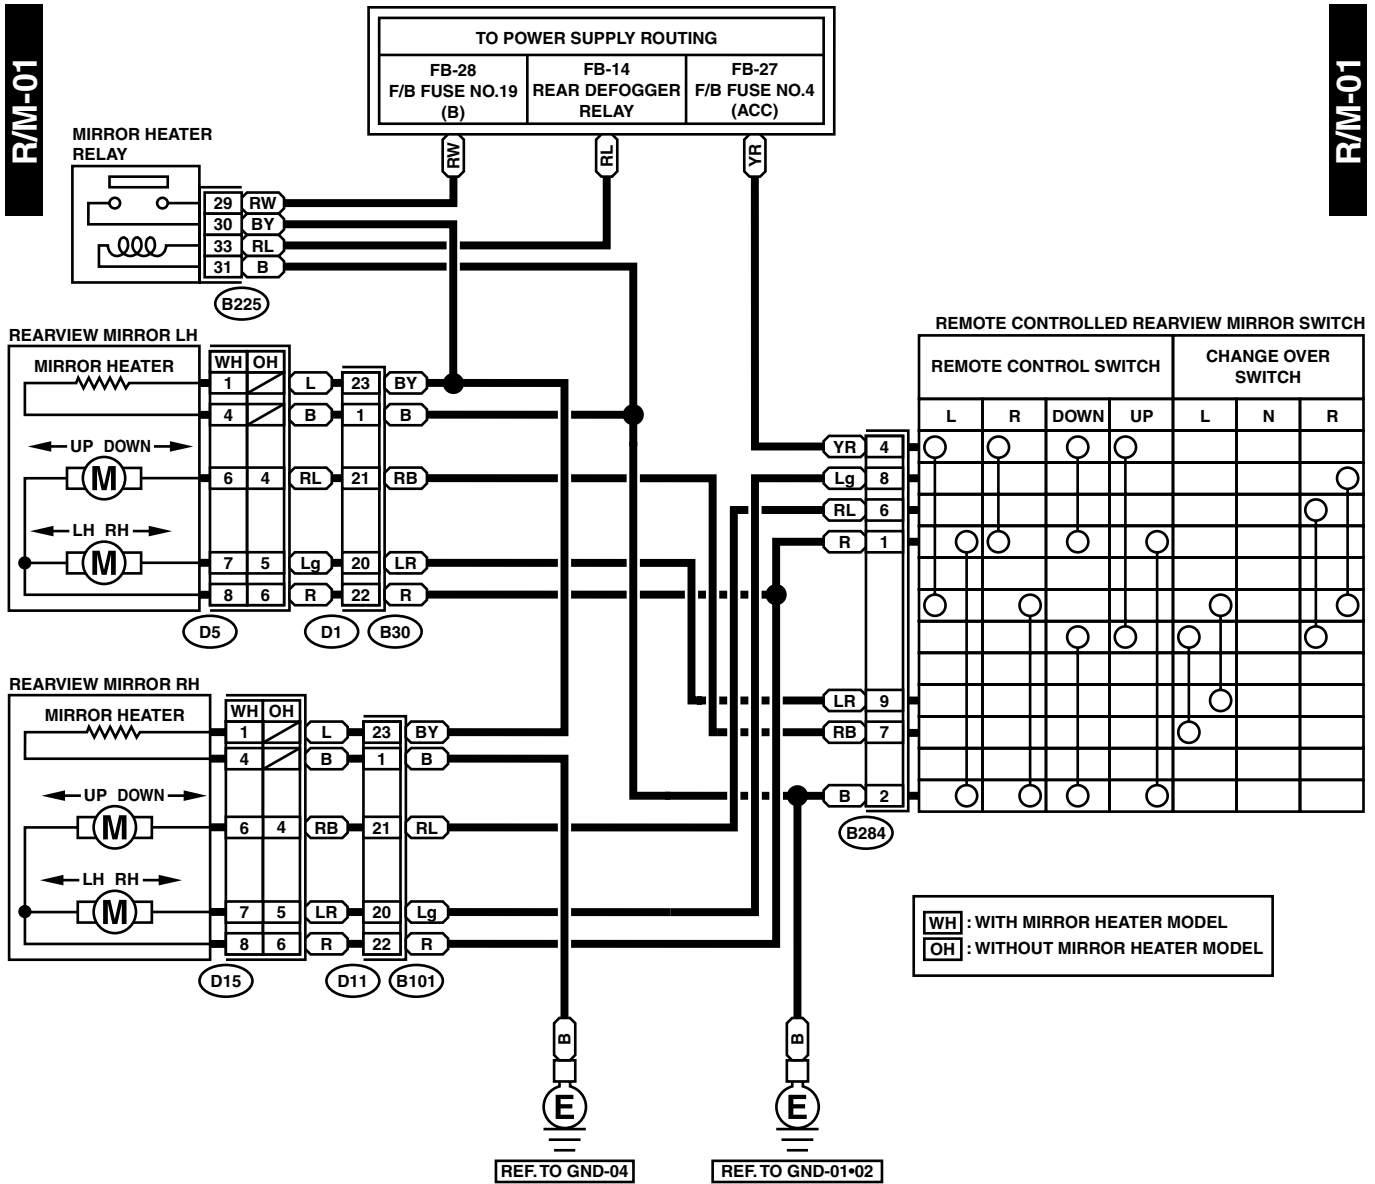 R/M-01
R/M-01
TO POWER SUPPLY ROUTING
FB-28
F/B FUSE NO.19
(B)
FB-14
REAR DEFOGGER
RELAY
FB-27
F/B FUSE NO.4
(ACC)
RW
RL
YR
MIRROR HEATER
RELAY
29 RW
30 BY
33 RL
31 B
B225
REARVIEW MIRROR LH
MIRROR HEATER
WH OH
1 L 23 BY
4 B 1 B
UP DOWN
M
6 4 RL 21 RB
LH RH
M
7 5 Lg 20 LR
8 6 R 22 R
D5 D1 B30
REMOTE CONTROLLED REARVIEW MIRROR SWITCH
REMOTE CONTROL SWITCH
CHANGE OVER
SWITCH
L R DOWN UP L N R
YR 4
Lg 8
RL 6
R 1
LR 9
RB 7
B 2
B284
REARVIEW MIRROR RH
MIRROR HEATER
WH OH
1 L 23 BY
4 B 1 B
UP DOWN
M
6 4 RB 21 RL
LH RH
M
7 5 LR 20 Lg
8 6 R 22 R
D15 D11 B101
WH : WITH MIRROR HEATER MODEL
OH : WITHOUT MIRROR HEATER MODEL
B
B
E
E
REF. TO GND-04
REF. TO GND-01•02